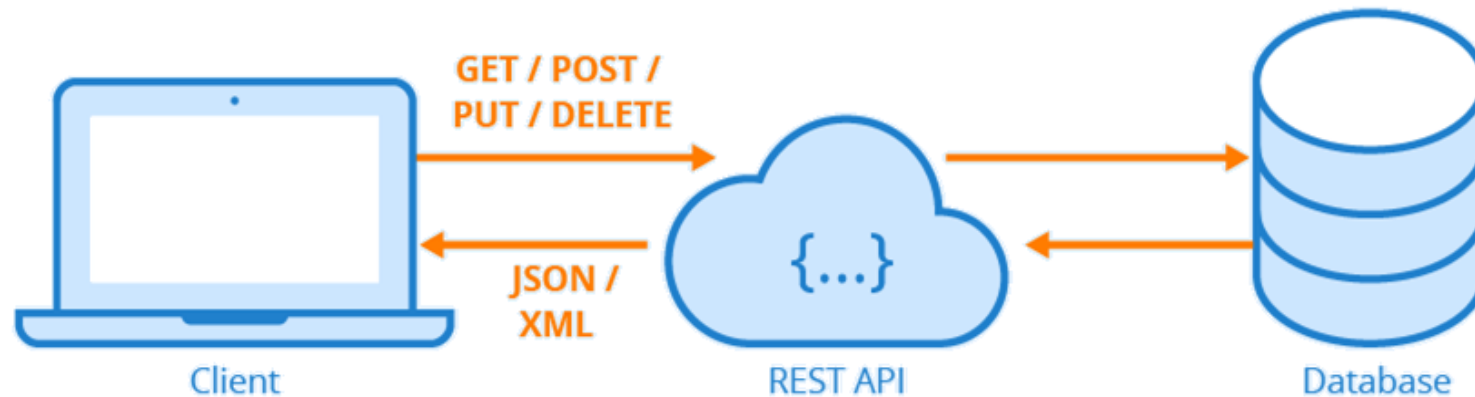 GET / POST /
PUT / DELETE
{...}
JSON /
XML
Client
REST API
Database